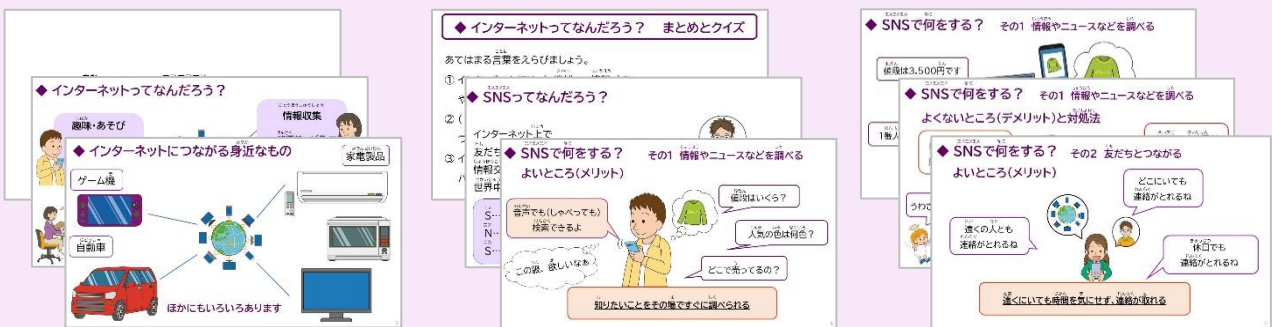 ◆ インターネットってなんだろう？
趣味・あそび
情報収集
◆ インターネットにつながる身近なもの
家電製品
ゲーム機
自動車
ほかにもいろいろあります
◆ インターネットってなんだろう？　まとめとクイズ
あてはまる言葉をえらびましょう。
①
②
③
◆ SNSってなんだろう？
インターネット上で
友だち
世界中
S…
N…
S…
◆ SNSで何をする？　その1 情報やニュースなどを調べる
よいところ(メリット)
音声でも(しゃべっても)
検索できるよ
値段はいくら？
人気の色は何色？
この服、欲しいなぁ
どこで売ってるの？
知りたいことをその場ですぐに調べられる
◆ SNSで何をする？　その1 情報やニュースなどを調べる
値段は3,500円です
◆ SNSで何をする？　その1 情報やニュースなどを調べる
よくないところ(デメリット)と対処法
1番人
うわさ
◆ SNSで何をする？　その2 友だちとつながる
よいところ(メリット)
どこにいても
連絡がとれるね
遠くの人とも
連絡がとれるね
休日でも
連絡がとれるね
遠くにいても時間を気にせず、連絡が取れる